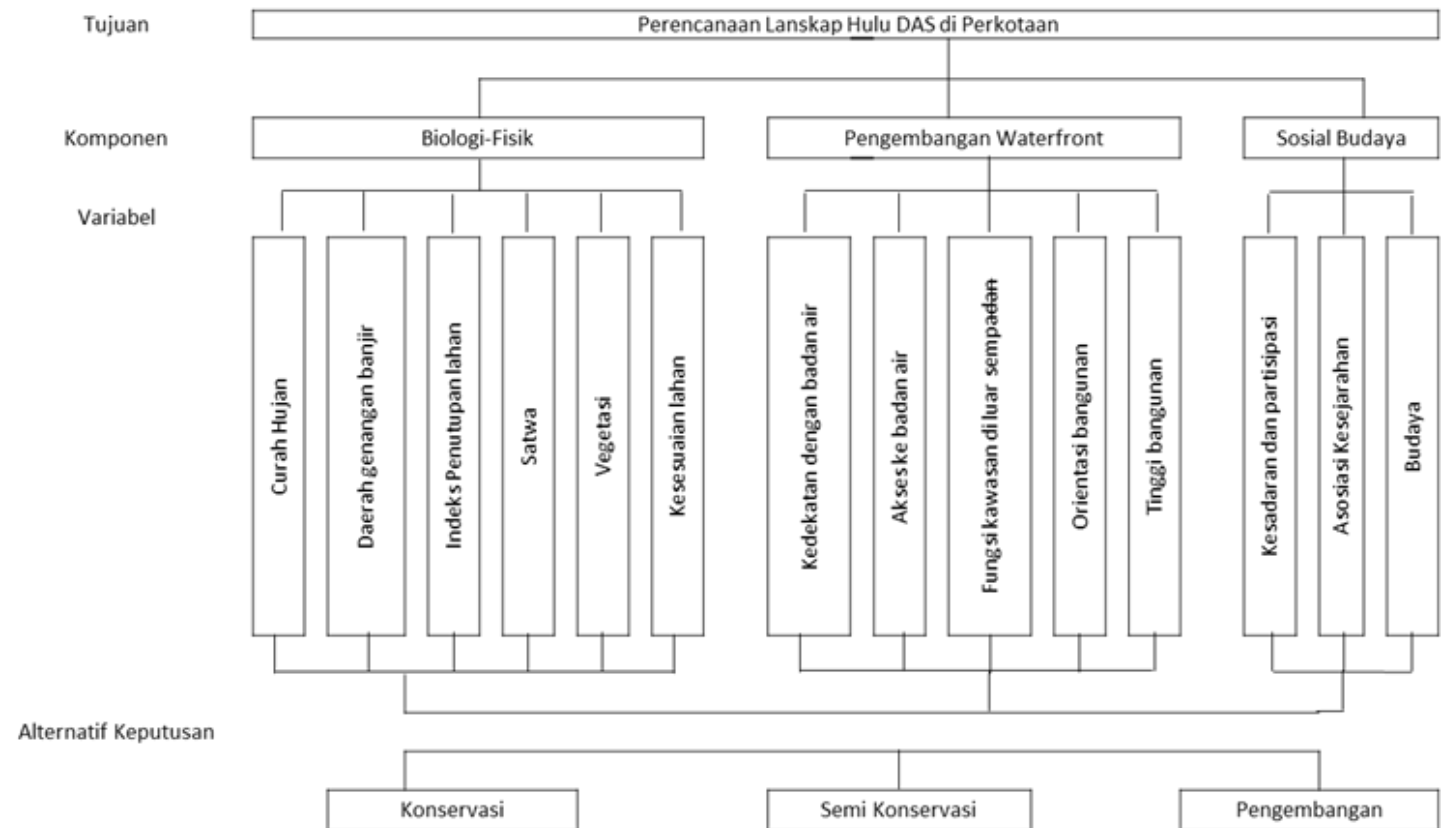 Tujuan
Perencanaan Lanskap Hulu DAS di Perkotaan
Komponen
Biologi-Fisik
Pengembangan Waterfront
Sosial Budaya
Variabel
Curah Hujan
Daerah genangan banjir
Indeks Penutupan lahan
Satwa
Vegetasi
Kesesuaian lahan
Kedekatan dengan badan air
Akses ke badan air
Fungsi kawasan di luar sempadan
Orientasi bangunan
Tinggi bangunan
Kesadaran dan partisipasi
Asosiasi Kesejarahan
Budaya
Alternatif Keputusan
Konservasi
Semi Konservasi
Pengembangan